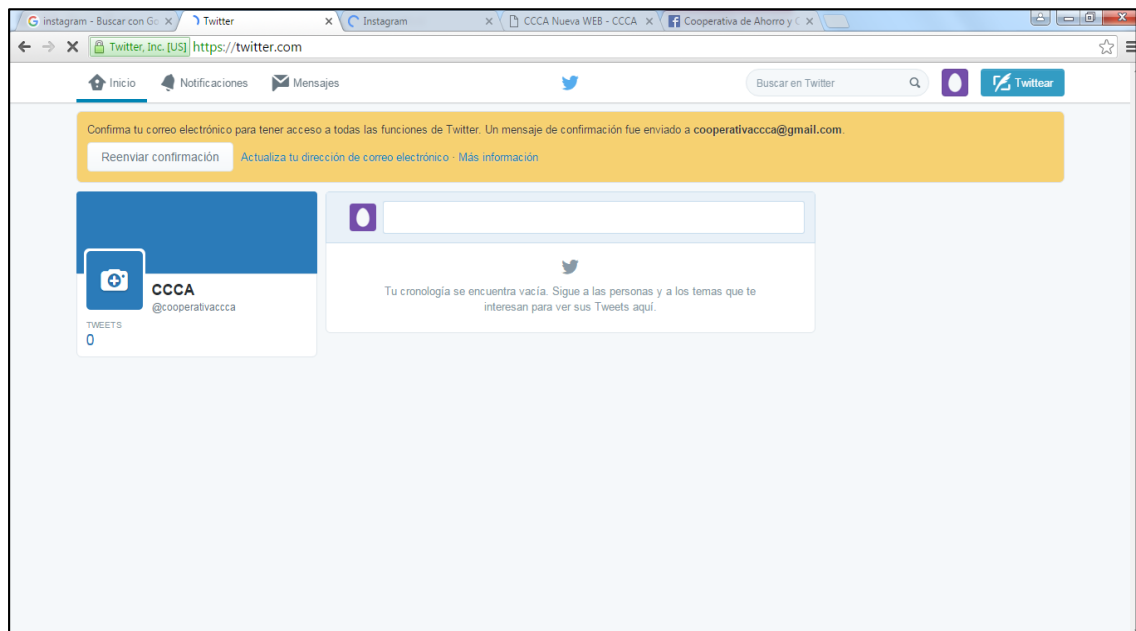 instagram - Buscar con Go
Twitter
Instagram
CCCA Nueva WEB - CCCA
Cooperativa de Ahorro y C
Twitter, Inc. [US] https://twitter.com
Inicio
Notificaciones
Mensajes
Buscar en Twitter
Twittear
Confirma tu correo electrónico para tener acceso a todas las funciones de Twitter. Un mensaje de confirmación fue enviado a cooperativaccca@gmail.com.
Reenviar confirmación
Actualiza tu dirección de correo electrónico · Más información
CCCA
@cooperativaccca
TWEETS
0
Tu cronología se encuentra vacía. Sigue a las personas y a los temas que te
interesan para ver sus Tweets aquí.